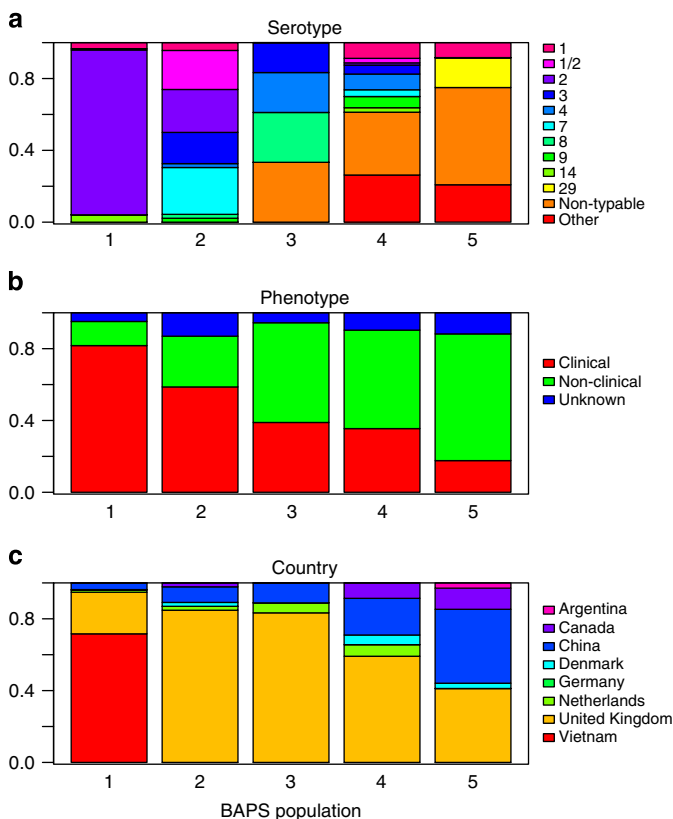 a
Serotype
0.8
0.4
0.0
1 2 3 4 5
1
1/2
2
3
4
7
8
9
14
29
Non-typable
Other
b
Phenotype
0.8
0.4
0.0
1 2 3 4 5
Clinical
Non-clinical
Unknown
c
Country
0.8
0.4
0.0
1 2 3 4 5
BAPS population
Argentina
Canada
China
Denmark
Germany
Netherlands
United Kingdom
Vietnam